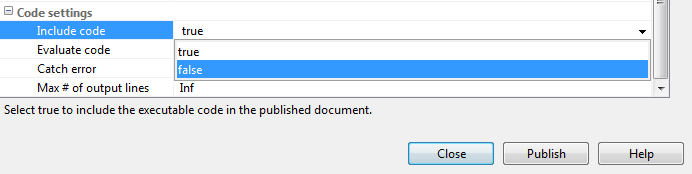 Code settings
Include code true
Evaluate code true
Catch error false
Max # of output lines Inf
Select true to include the executable code in the published document.
Close Publish Help